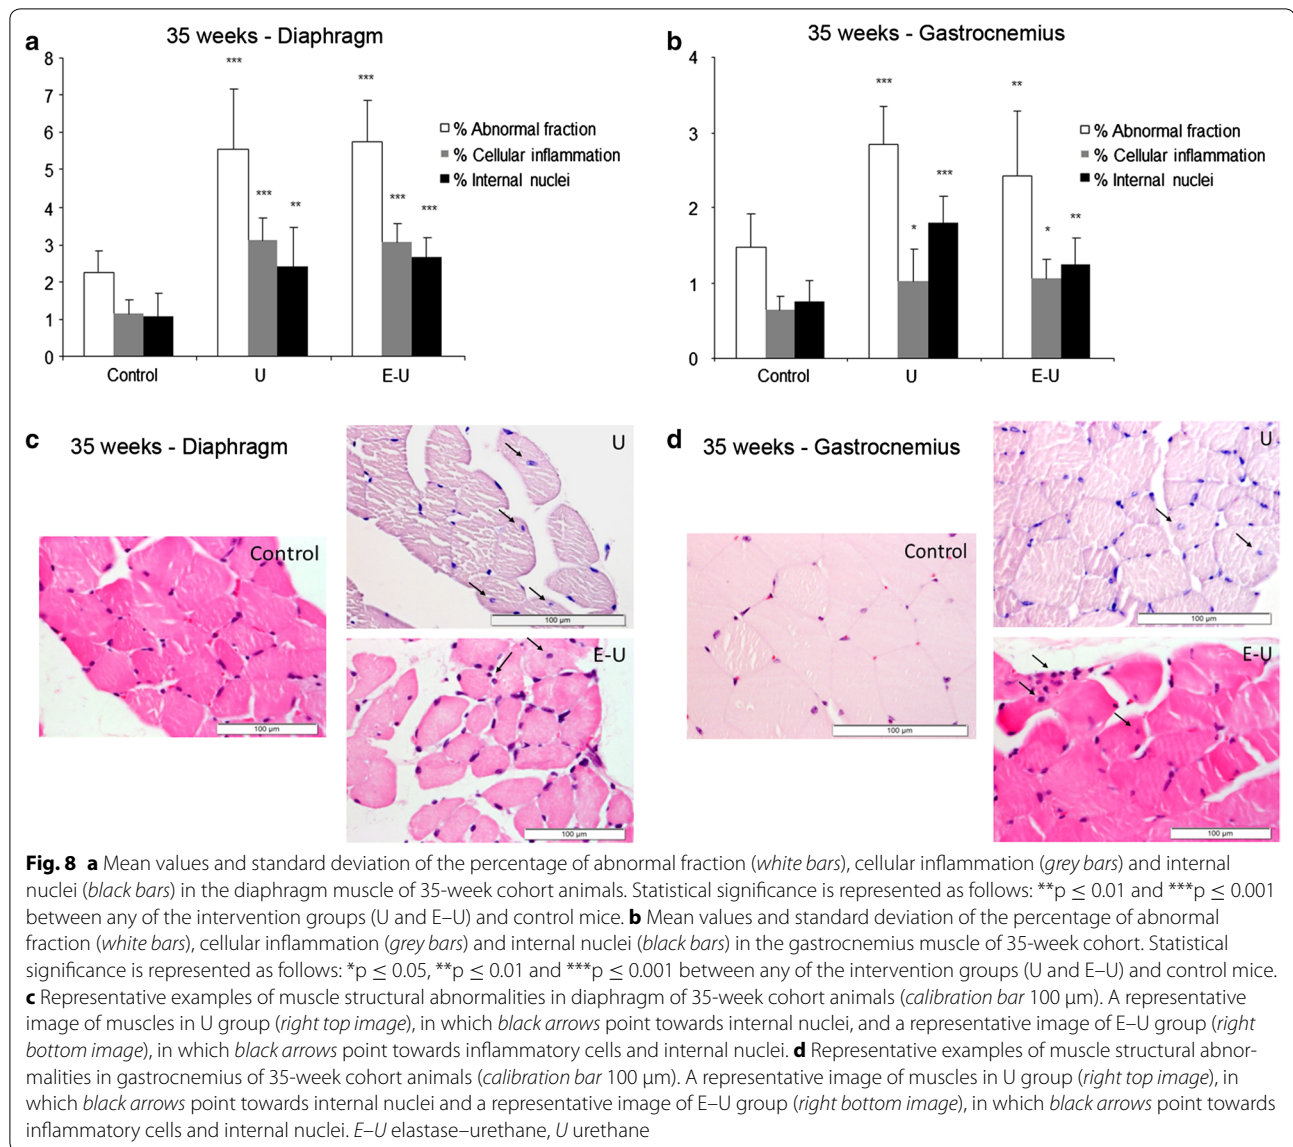 a
35 weeks - Diaphragm
8
7
6
5
4
3
2
1
0
***
***
**
***
***
***
% Abnormal fraction
% Cellular inflammation
% Internal nuclei
Control
U
E-U
b
35 weeks - Gastrocnemius
4
3
2
1
0
***
*
***
**
*
**
% Abnormal fraction
% Cellular inflammation
% Internal nuclei
Control
U
E-U
c
35 weeks - Diaphragm
Control
100 µm
U
100 µm
E-U
100 µm
d
35 weeks - Gastrocnemius
Control
100 µm
U
100 µm
E-U
100 µm
Fig. 8 a Mean values and standard deviation of the percentage of abnormal fraction (white bars), cellular inflammation (grey bars) and internal
nuclei (black bars) in the diaphragm muscle of 35-week cohort animals. Statistical significance is represented as follows: **p ≤ 0.01 and ***p ≤ 0.001
between any of the intervention groups (U and E–U) and control mice. b Mean values and standard deviation of the percentage of abnormal
fraction (white bars), cellular inflammation (grey bars) and internal nuclei (black bars) in the gastrocnemius muscle of 35-week cohort. Statistical
significance is represented as follows: *p ≤ 0.05, **p ≤ 0.01 and ***p ≤ 0.001 between any of the intervention groups (U and E–U) and control mice.
c Representative examples of muscle structural abnormalities in diaphragm of 35-week cohort animals (calibration bar 100 µm). A representative
image of muscles in U group (right top image), in which black arrows point towards internal nuclei, and a representative image of E–U group (right
bottom image), in which black arrows point towards inflammatory cells and internal nuclei. d Representative examples of muscle structural abnor-
malities in gastrocnemius of 35-week cohort animals (calibration bar 100 µm). A representative image of muscles in U group (right top image), in
which black arrows point towards internal nuclei and a representative image of E–U group (right bottom image), in which black arrows point towards
inflammatory cells and internal nuclei. E–U elastase–urethane, U urethane